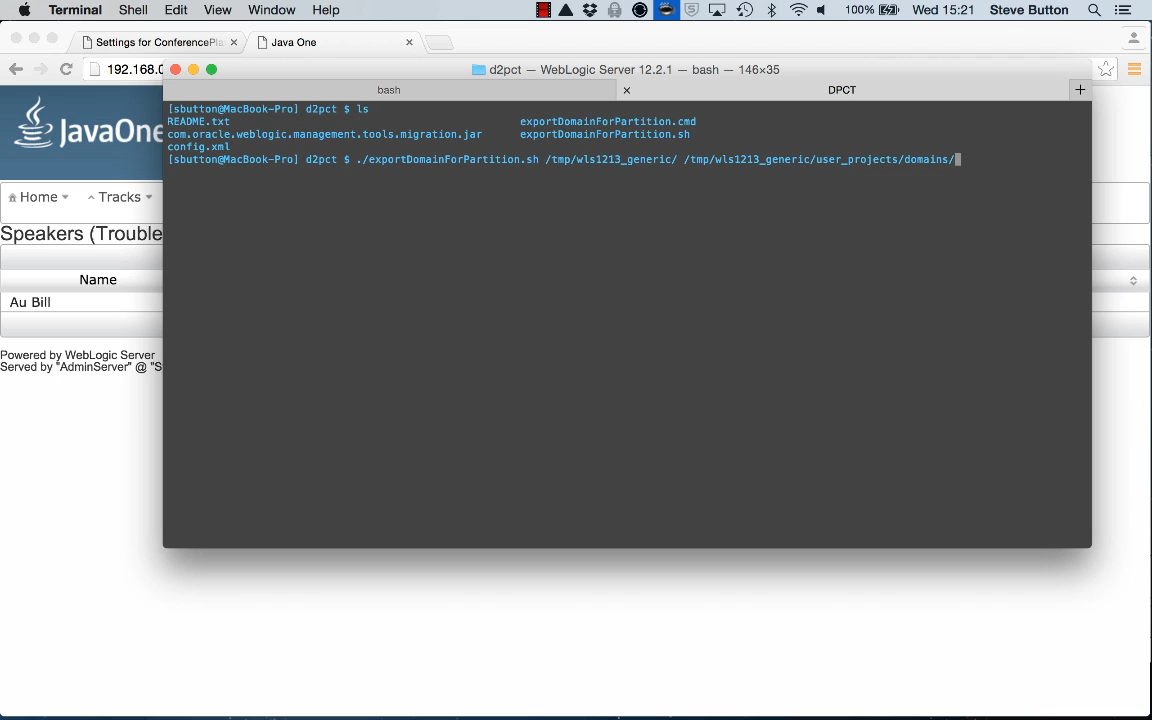 Terminal Shell Edit View Window Help 100% Wed 15:21 Steve Button
Settings for ConferencePla
Java One
192.168.0
d2pct — WebLogic Server 12.2.1 — bash — 146×35
bash
DPCT
[sbutton@MacBook-Pro] d2pct $ ls
README.txt exportDomainForPartition.cmd
com.oracle.weblogic.management.tools.migration.jar exportDomainForPartition.sh
config.xml
[sbutton@MacBook-Pro] d2pct $ ./exportDomainForPartition.sh /tmp/wls1213_generic/ /tmp/wls1213_generic/user_projects/domains/
JavaOne
Home Tracks
Speakers (Trouble
Name
Au Bill
Powered by WebLogic Server
Served by "AdminServer" @ "S